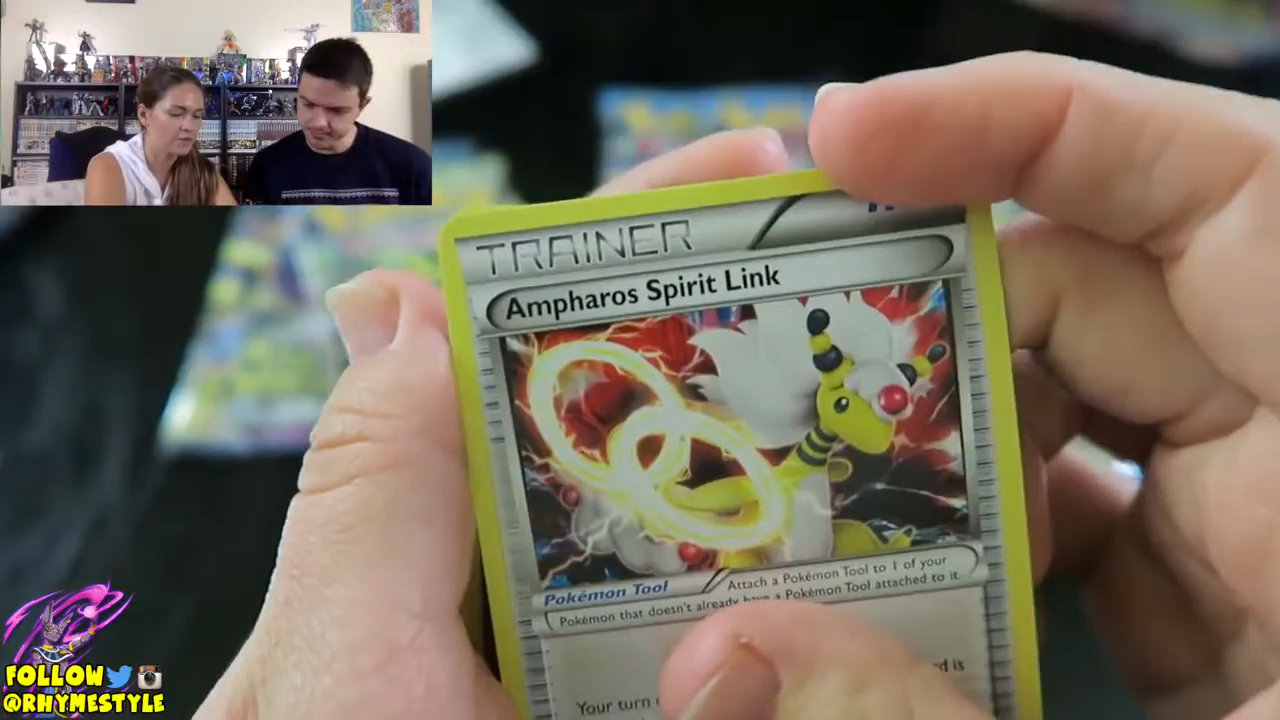 TRAINER
Ampharos Spirit Link
Pokémon Tool
Attach a Pokémon Tool to 1 of your
Pokémon that doesn't already have a Pokémon Tool attached to it.
is
Your turn
FOLLOW
@RHYMESTYLE